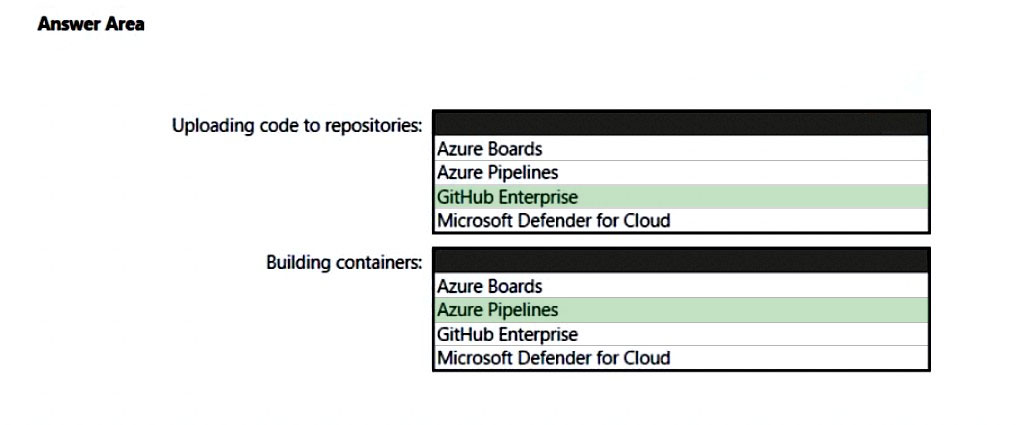 Answer Area
Uploading code to repositories:
Azure Boards
Azure Pipelines
GitHub Enterprise
Microsoft Defender for Cloud
Building containers:
Azure Boards
Azure Pipelines
GitHub Enterprise
Microsoft Defender for Cloud